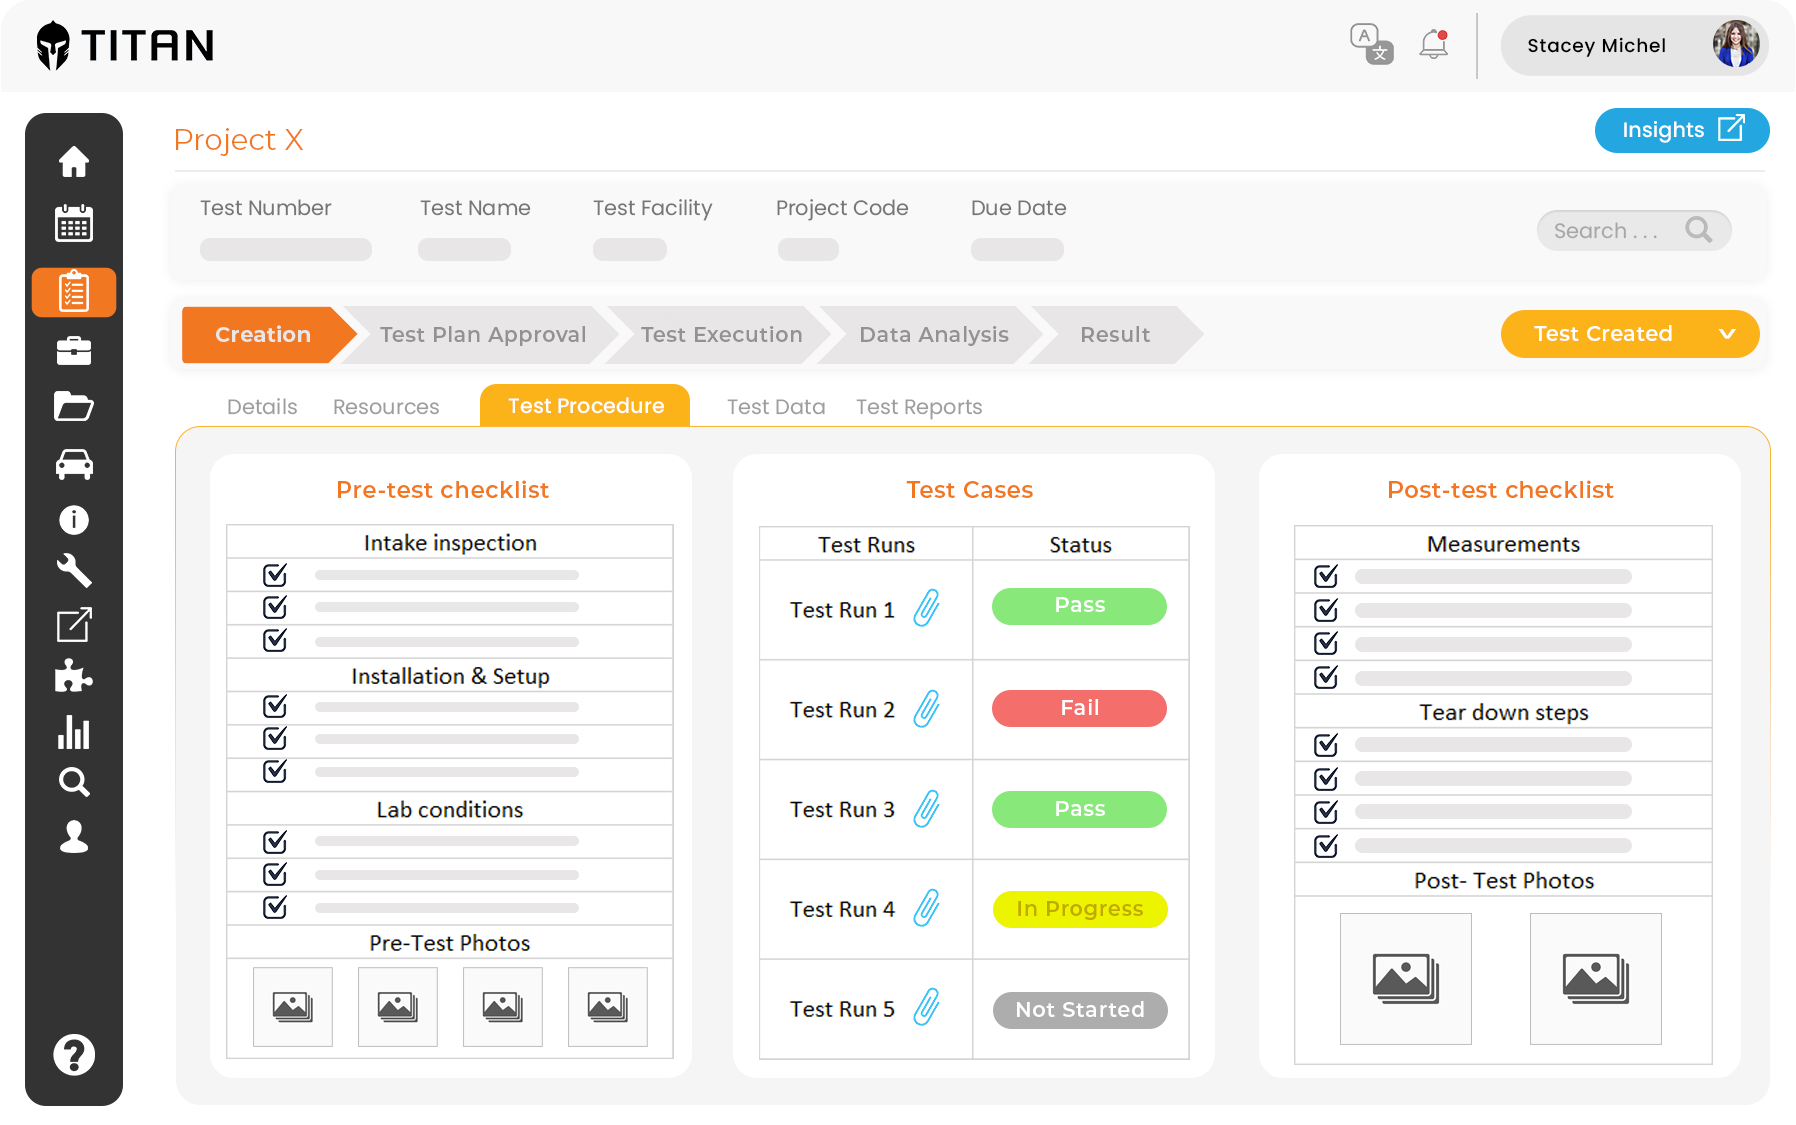 TITAN
A 文
Stacey Michel
Project X
Insights
Test Number Test Name Test Facility Project Code Due Date
Search . . .
Creation Test Plan Approval Test Execution Data Analysis Result
Test Created
Details Resources Test Procedure Test Data Test Reports
Pre-test checklist
Intake inspection
Installation & Setup
Lab conditions
Pre-Test Photos
Test Cases
Test Runs Status
Test Run 1 Pass
Test Run 2 Fail
Test Run 3 Pass
Test Run 4 In Progress
Test Run 5 Not Started
Post-test checklist
Measurements
Tear down steps
Post- Test Photos